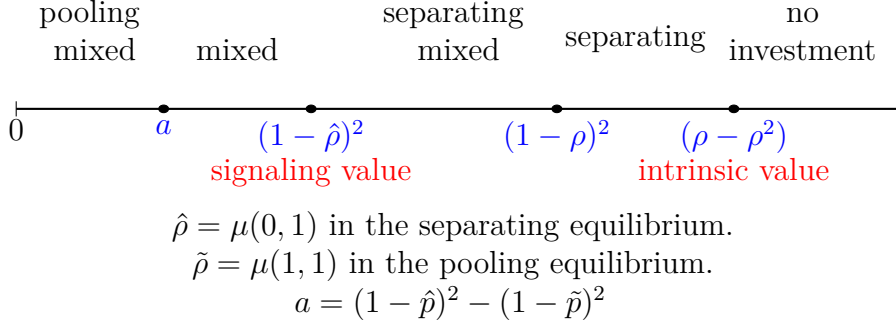 pooling mixed
mixed
separating mixed
separating
no investment
0
a
(1 − ρ̂)²
(1 − ρ)²
(ρ − ρ²)
signaling value
intrinsic value
ρ̂ = μ(0, 1) in the separating equilibrium.
ρ̃ = μ(1, 1) in the pooling equilibrium.
a = (1 − p̂)² − (1 − p̃)²